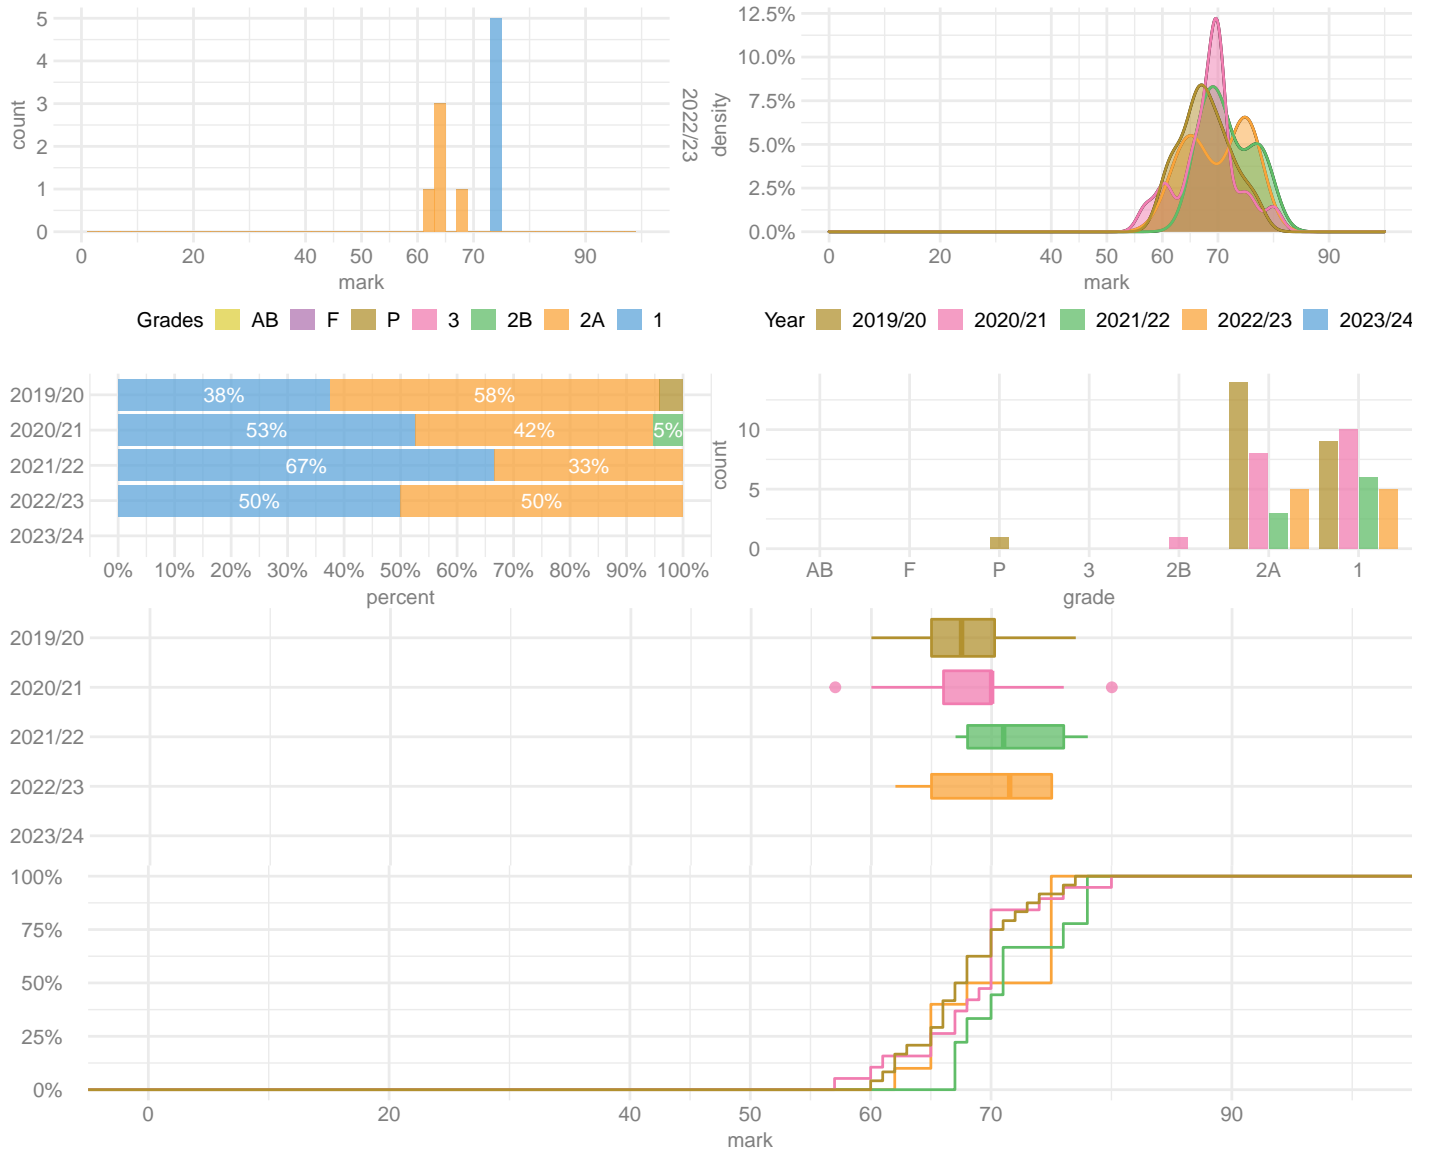 5
4
3
2
1
0
count
0 20 40 50 60 70 90
mark
2022/23
12.5%
10.0%
7.5%
5.0%
2.5%
0.0%
density
0 20 40 50 60 70 90
mark
Grades AB F P 3 2B 2A 1
Year 2019/20 2020/21 2021/22 2022/23 2023/24
2019/20 38% 58%
2020/21 53% 42% 5%
2021/22 67% 33%
2022/23 50% 50%
2023/24
0% 10% 20% 30% 40% 50% 60% 70% 80% 90% 100%
percent
10
5
0
count
AB F P 3 2B 2A 1
grade
2019/20
2020/21
2021/22
2022/23
2023/24
100%
75%
50%
25%
0%
0 20 40 50 60 70 90
mark